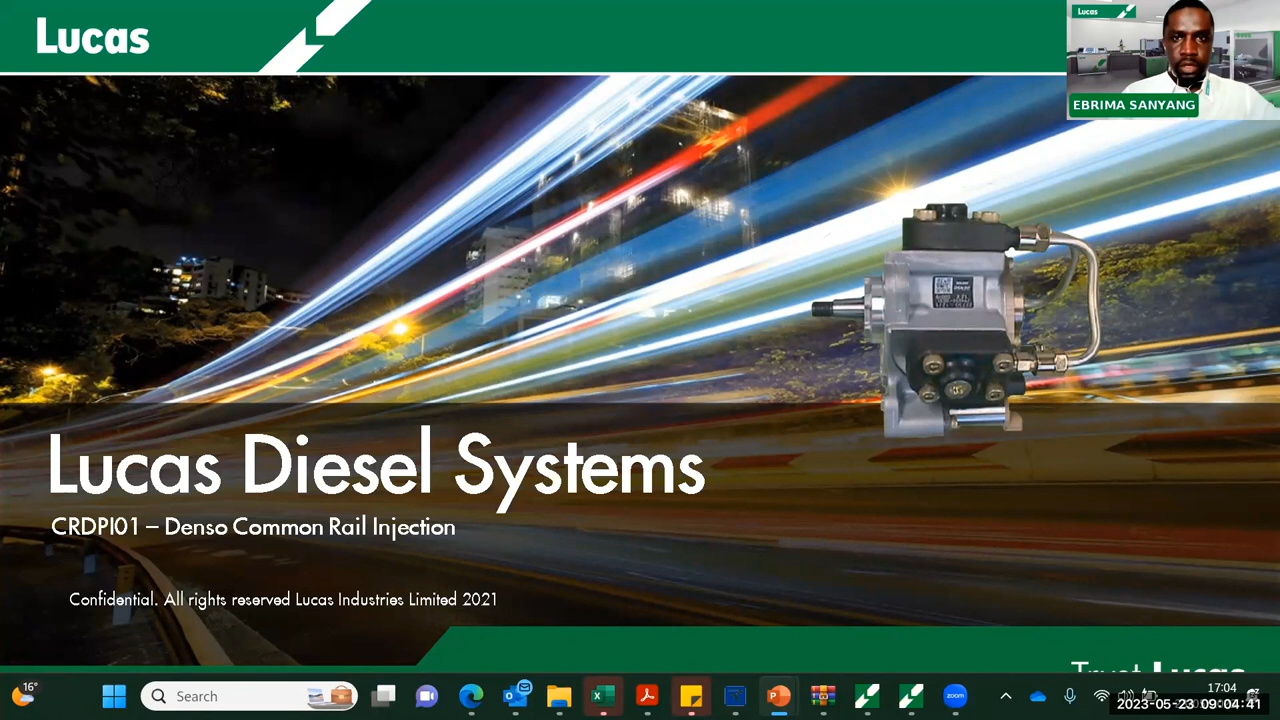 Lucas
Lucas
EBRIMA SANYANG
Lucas Diesel Systems
CRDPI01 – Denso Common Rail Injection
Confidential. All rights reserved Lucas Industries Limited 2021
Trust Lucas
16°
Search
zoom
17:04
2023-05-23 09:04:41